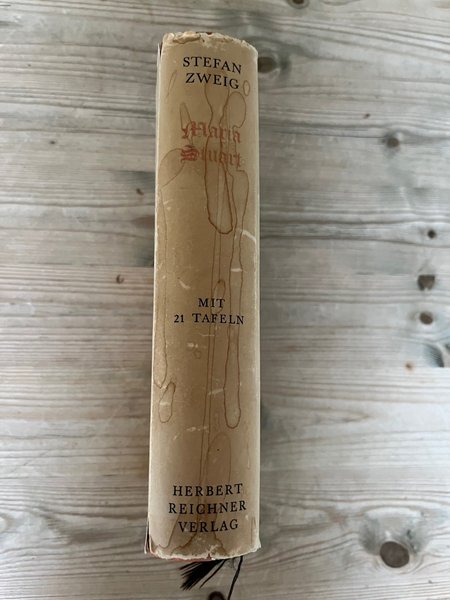 STEFAN
ZWEIG
Maria
Stuart
MIT
21 TAFELN
HERBERT
REICHNER
VERLAG